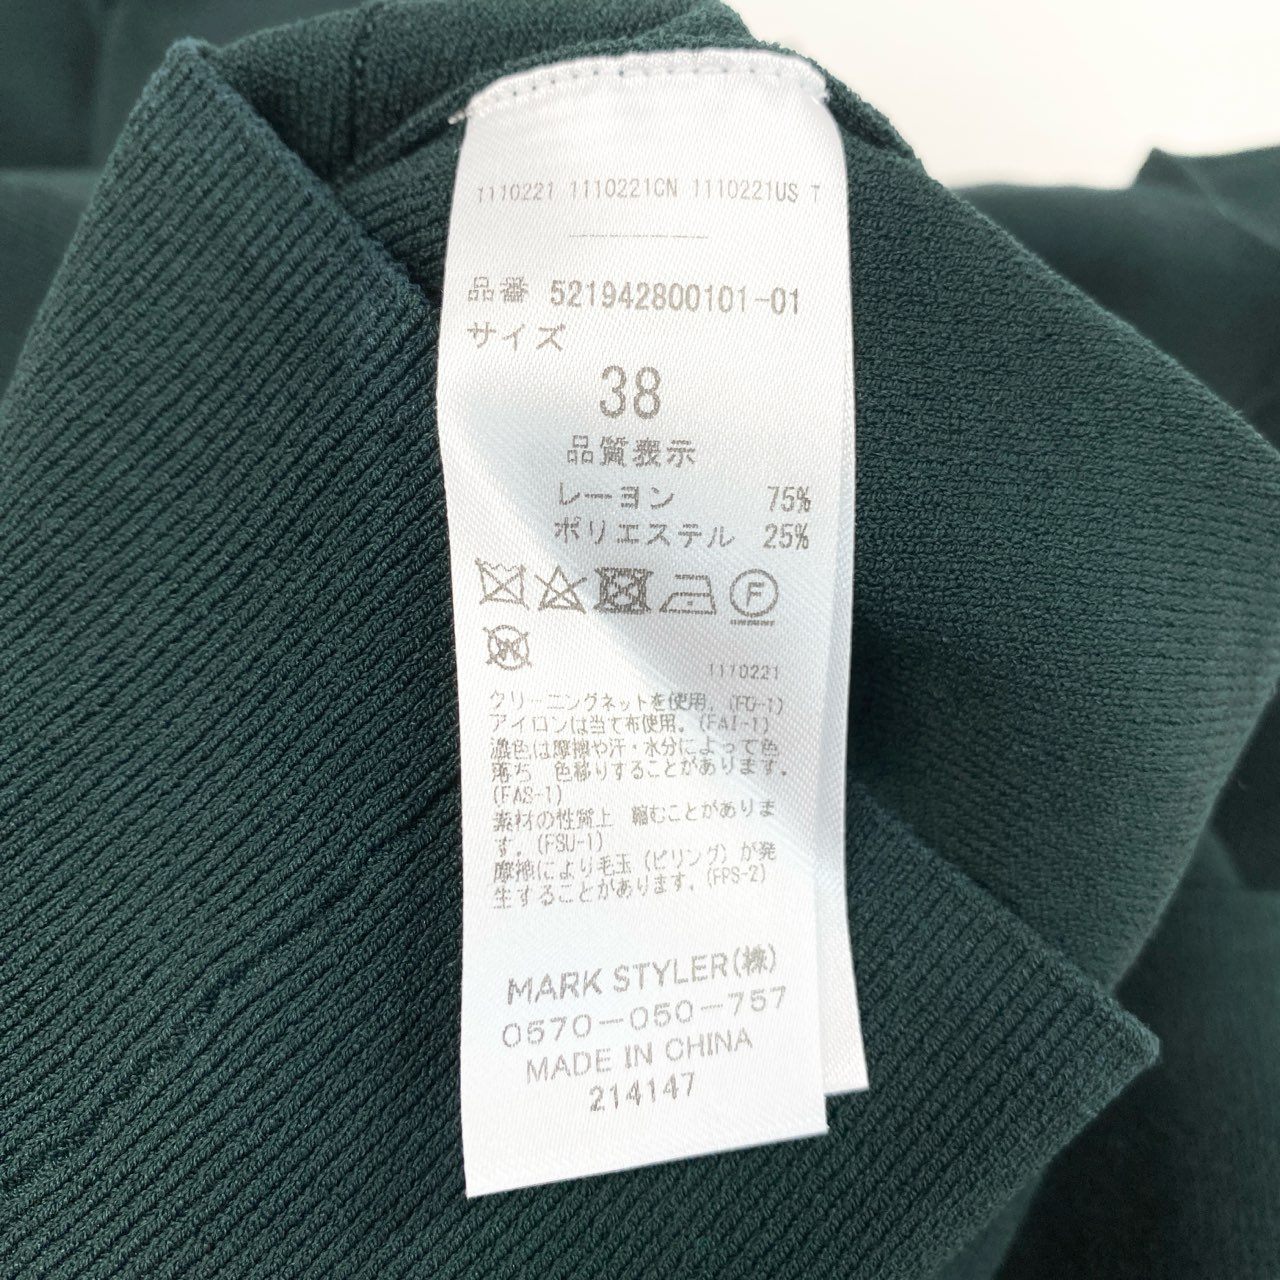 1110221 1110221CN 1110221US T
品番 521942800101-01
サイズ
38
品質表示
レーヨン 75%
ポリエステル 25%
F
W
1110221
クリーニングネットを使用。(FD-1)
アイロンは当て布使用。(FAI-1)
濃色は摩擦や汗・水分によって色
落ち 色移りすることがあります。
(FAS-1)
素材の性質上 縮むことがありま
す。(FSU-1)
摩擦により毛玉(ピリング)が発
生することがあります。(FPS-2)
MARK STYLER(株)
0570-050-757
MADE IN CHINA
214147